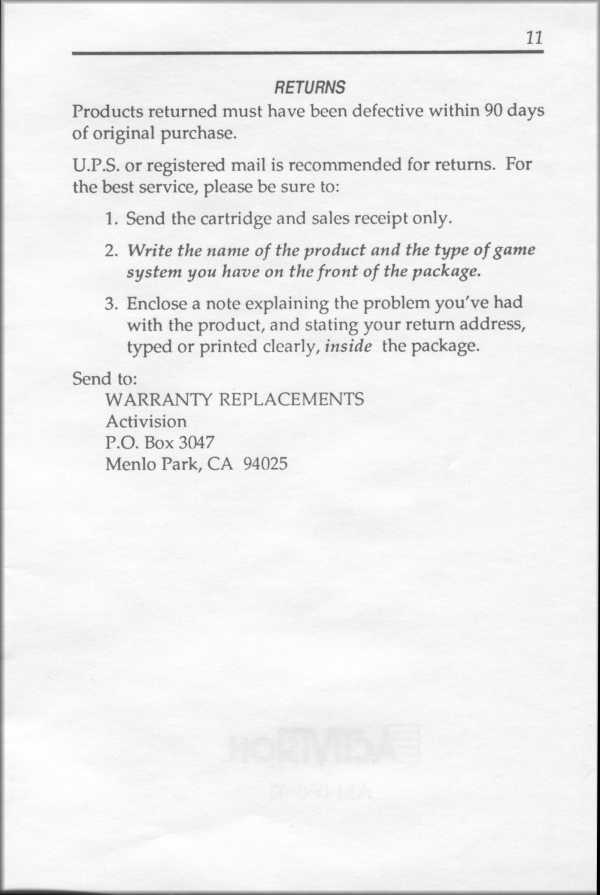 11
RETURNS
Products returned must have been defective within 90 days
of original purchase.
U.P.S. or registered mail is recommended for returns. For
the best service, please be sure to:
1. Send the cartridge and sales receipt only.
2. Write the name of the product and the type of game
system you have on the front of the package.
3. Enclose a note explaining the problem you've had
with the product, and stating your return address,
typed or printed clearly, inside the package.
Send to:
WARRANTY REPLACEMENTS
Activision
P.O. Box 3047
Menlo Park, CA 94025
ACTIVISION